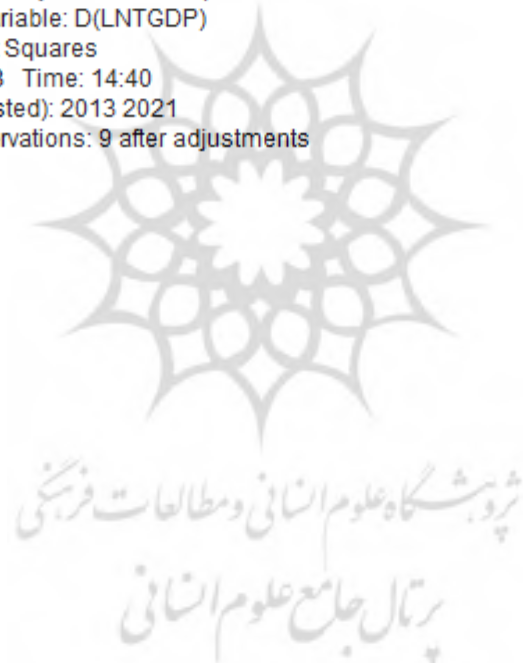 riable: D(LNTGDP)
Squares
Time: 14:40
sted): 2013 2021
rvations: 9 after adjustments
پژوهشگاه علوم انسانی و مطالعات فرهنگی
پرتال جامع علوم انسانی